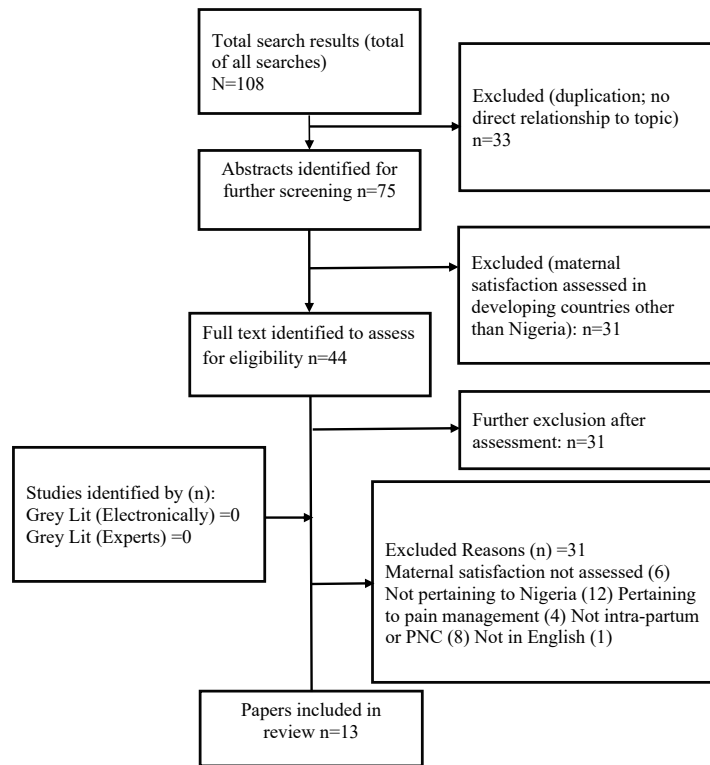 Total search results (total
of all searches)
N=108
Excluded (duplication; no
direct relationship to topic)
n=33
Abstracts identified for
further screening n=75
Excluded (maternal
satisfaction assessed in
developing countries other
than Nigeria): n=31
Full text identified to assess
for eligibility n=44
Further exclusion after
assessment: n=31
Studies identified by (n):
Grey Lit (Electronically) =0
Grey Lit (Experts) =0
Excluded Reasons (n) =31
Maternal satisfaction not assessed (6)
Not pertaining to Nigeria (12) Pertaining
to pain management (4) Not intra-partum
or PNC (8) Not in English (1)
Papers included in
review n=13